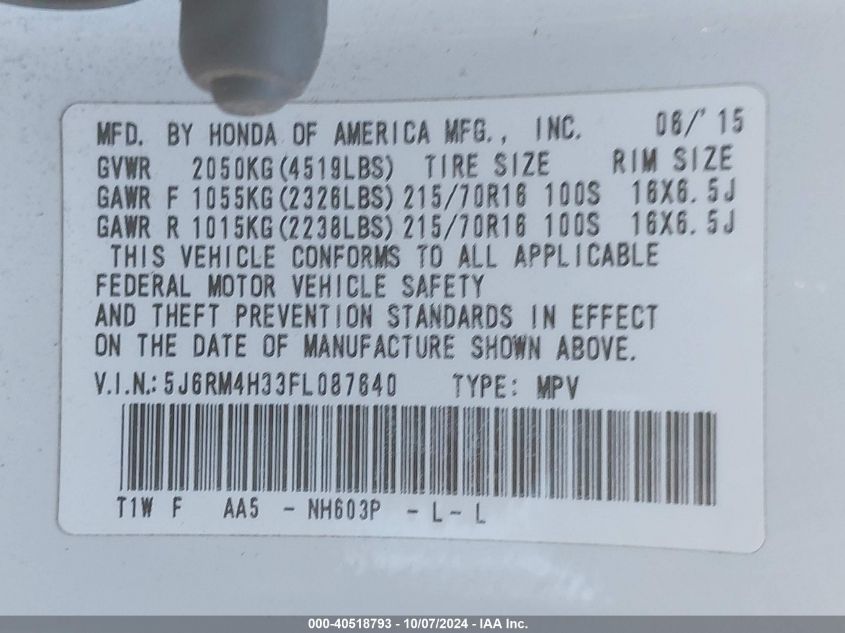 MFD. BY HONDA OF AMERICA MFG., INC. 06/'15
GVWR 2050KG(4519LBS) TIRE SIZE RIM SIZE
GAWR F 1055KG(2326LBS) 215/70R16 100S 16X6.5J
GAWR R 1015KG(2238LBS) 215/70R16 100S 16X6.5J
THIS VEHICLE CONFORMS TO ALL APPLICABLE
FEDERAL MOTOR VEHICLE SAFETY
AND THEFT PREVENTION STANDARDS IN EFFECT
ON THE DATE OF MANUFACTURE SHOWN ABOVE.
V.I.N.: 5J6RM4H33FL087640 TYPE: MPV
T1W F AA5 - NH603P - L - L
000-40518793 - 10/07/2024 - IAA Inc.